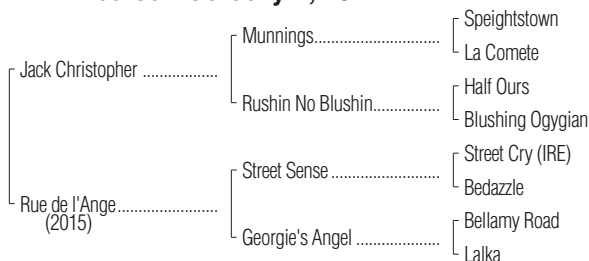 Speightstown
Munnings
La Comete
Jack Christopher
Half Ours
Rushin No Blushin
Blushing Ogygian
Street Cry (IRE)
Street Sense
Bedazzle
Rue de l'Ange
(2015)
Bellamy Road
Georgie's Angel
Lalka